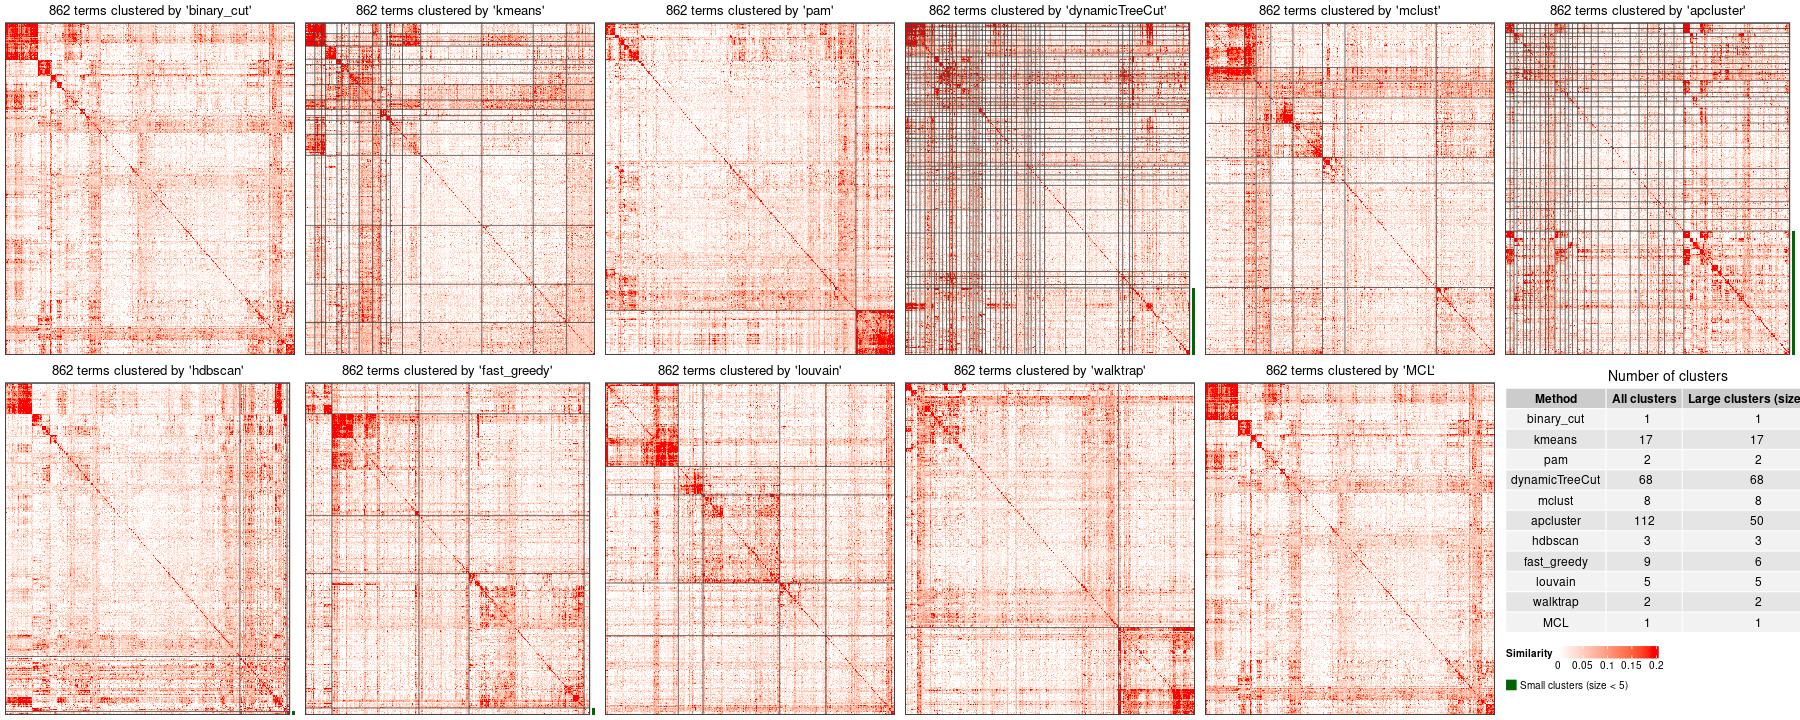 862 terms clustered by 'binary_cut'
862 terms clustered by 'kmeans'
862 terms clustered by 'pam'
862 terms clustered by 'dynamicTreeCut'
862 terms clustered by 'mclust'
862 terms clustered by 'apcluster'
862 terms clustered by 'hdbscan'
862 terms clustered by 'fast_greedy'
862 terms clustered by 'louvain'
862 terms clustered by 'walktrap'
862 terms clustered by 'MCL'
Number of clusters
Method All clusters Large clusters (size
binary_cut 1 1
kmeans 17 17
pam 2 2
dynamicTreeCut 68 68
mclust 8 8
apcluster 112 50
hdbscan 3 3
fast_greedy 9 6
louvain 5 5
walktrap 2 2
MCL 1 1
Similarity
0 0.05 0.1 0.15 0.2
Small clusters (size < 5)